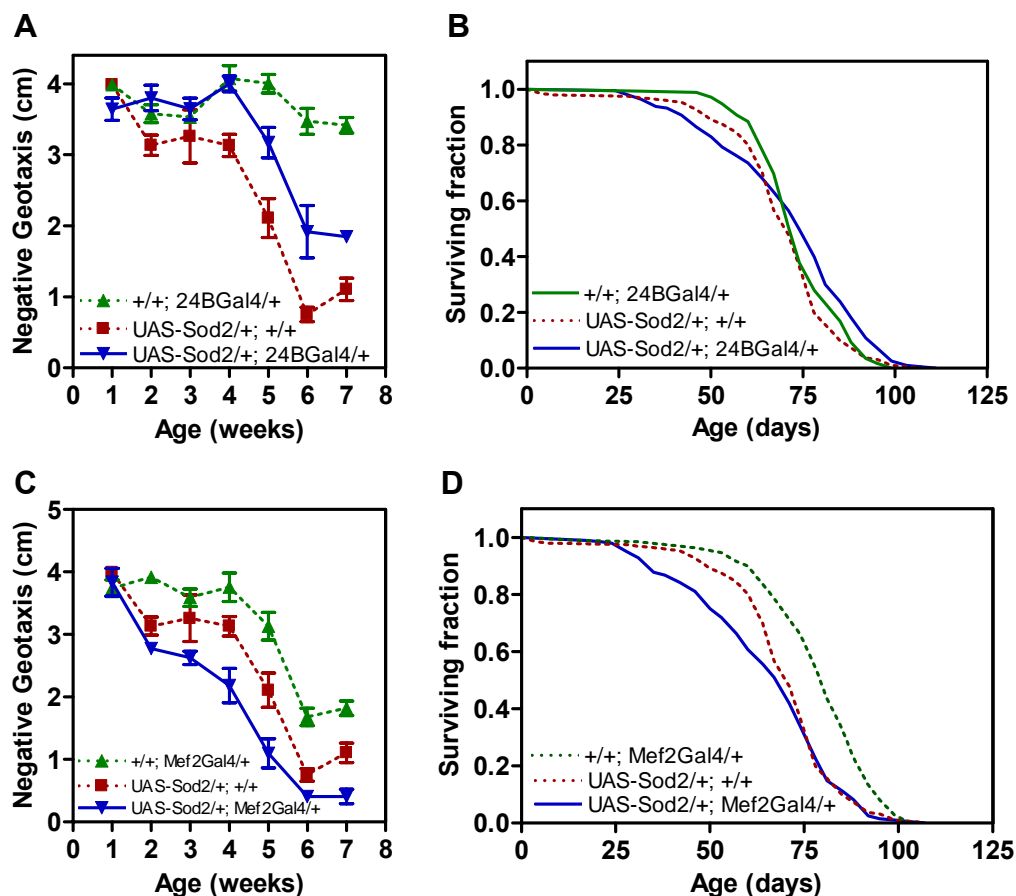 A
Negative Geotaxis (cm)
4
3
2
1
0
0 1 2 3 4 5 6 7 8
Age (weeks)
+/+; 24BGal4/+
UAS-Sod2/+; +/+
UAS-Sod2/+; 24BGal4/+
B
Surviving fraction
1.0
0.8
0.6
0.4
0.2
0.0
0 25 50 75 100 125
Age (days)
+/+; 24BGal4/+
UAS-Sod2/+; +/+
UAS-Sod2/+; 24BGal4/+
C
Negative Geotaxis (cm)
5
4
3
2
1
0
0 1 2 3 4 5 6 7 8
Age (weeks)
+/+; Mef2Gal4/+
UAS-Sod2/+; +/+
UAS-Sod2/+; Mef2Gal4/+
D
Surviving fraction
1.0
0.8
0.6
0.4
0.2
0.0
0 25 50 75 100 125
Age (days)
+/+; Mef2Gal4/+
UAS-Sod2/+; +/+
UAS-Sod2/+; Mef2Gal4/+